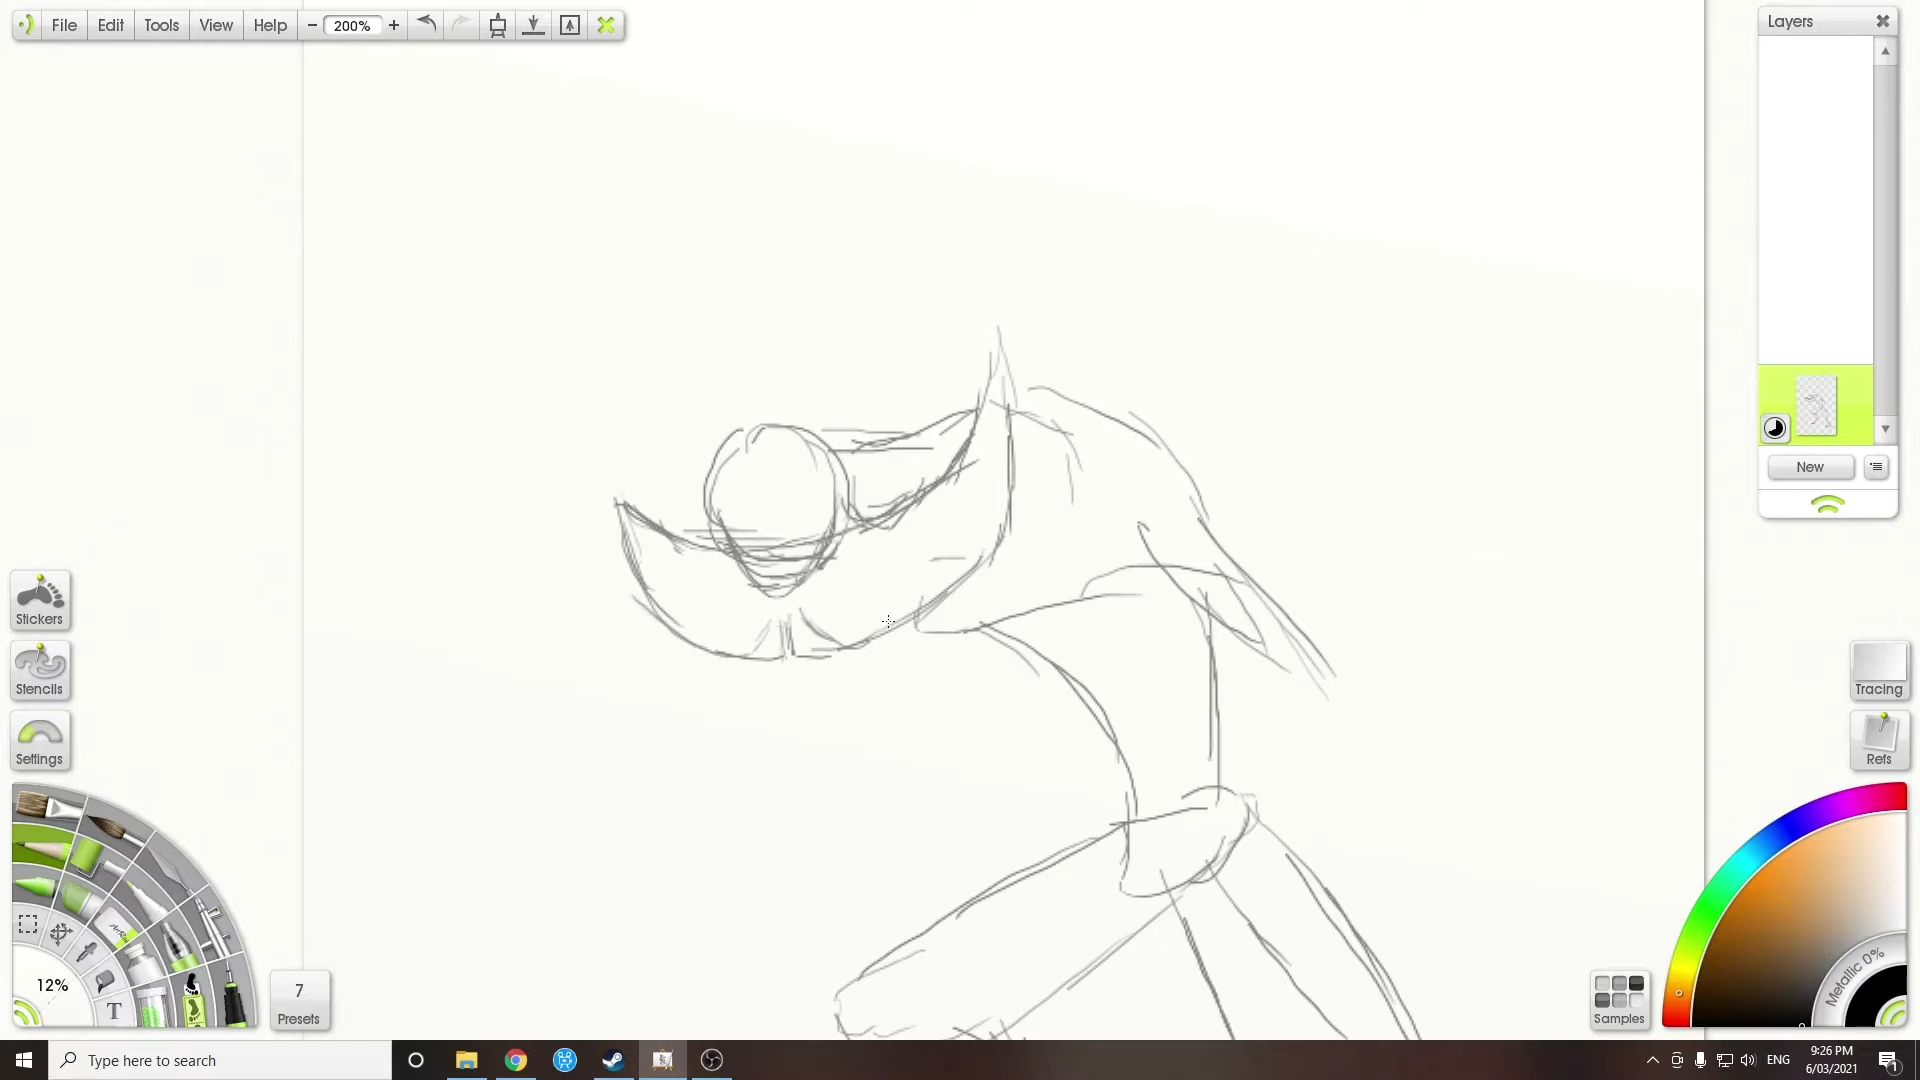 File Edit Tools View Help − 200% +
Layers
New
Stickers
Stencils
Settings
Tracing
Refs
12%
T
7
Presets
Metallic 0%
Samples
Type here to search
ENG
9:26 PM
6/03/2021
1